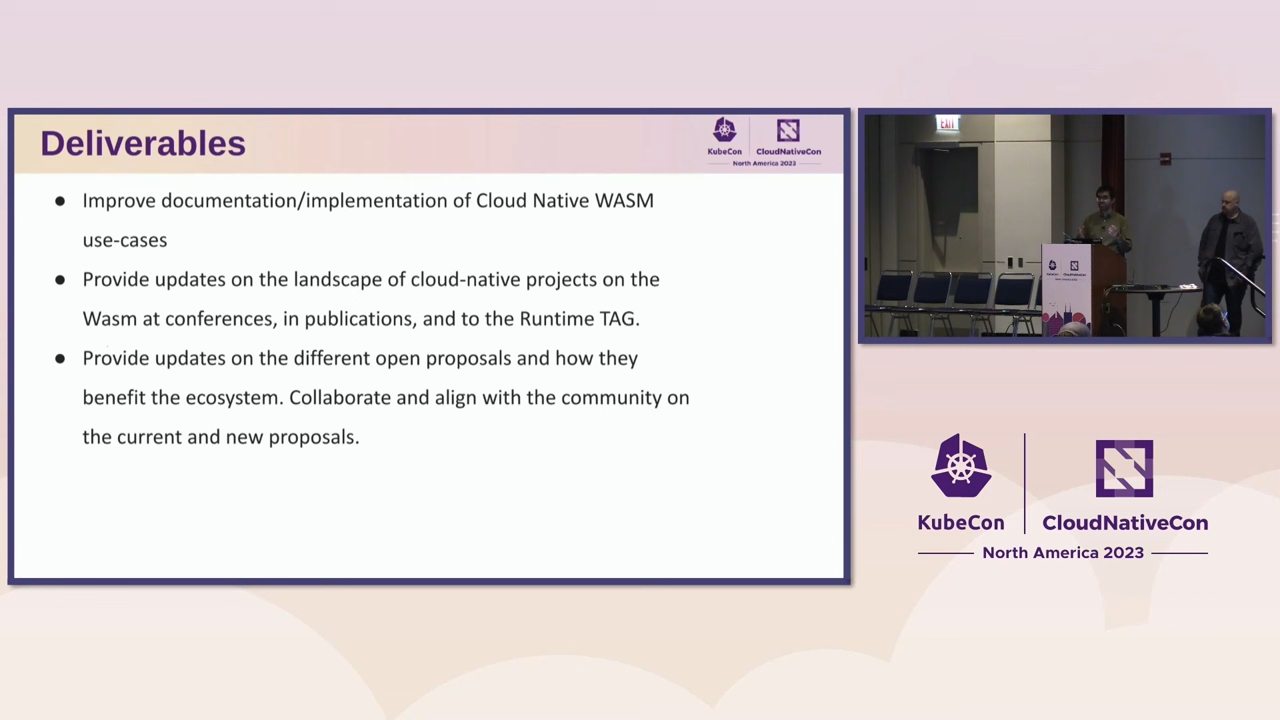 Deliverables
KubeCon
CloudNativeCon
North America 2023
● Improve documentation/implementation of Cloud Native WASM
use-cases
● Provide updates on the landscape of cloud-native projects on the
Wasm at conferences, in publications, and to the Runtime TAG.
● Provide updates on the different open proposals and how they
benefit the ecosystem. Collaborate and align with the community on
the current and new proposals.
EXIT
KubeCon
CloudNativeCon
North America 2023